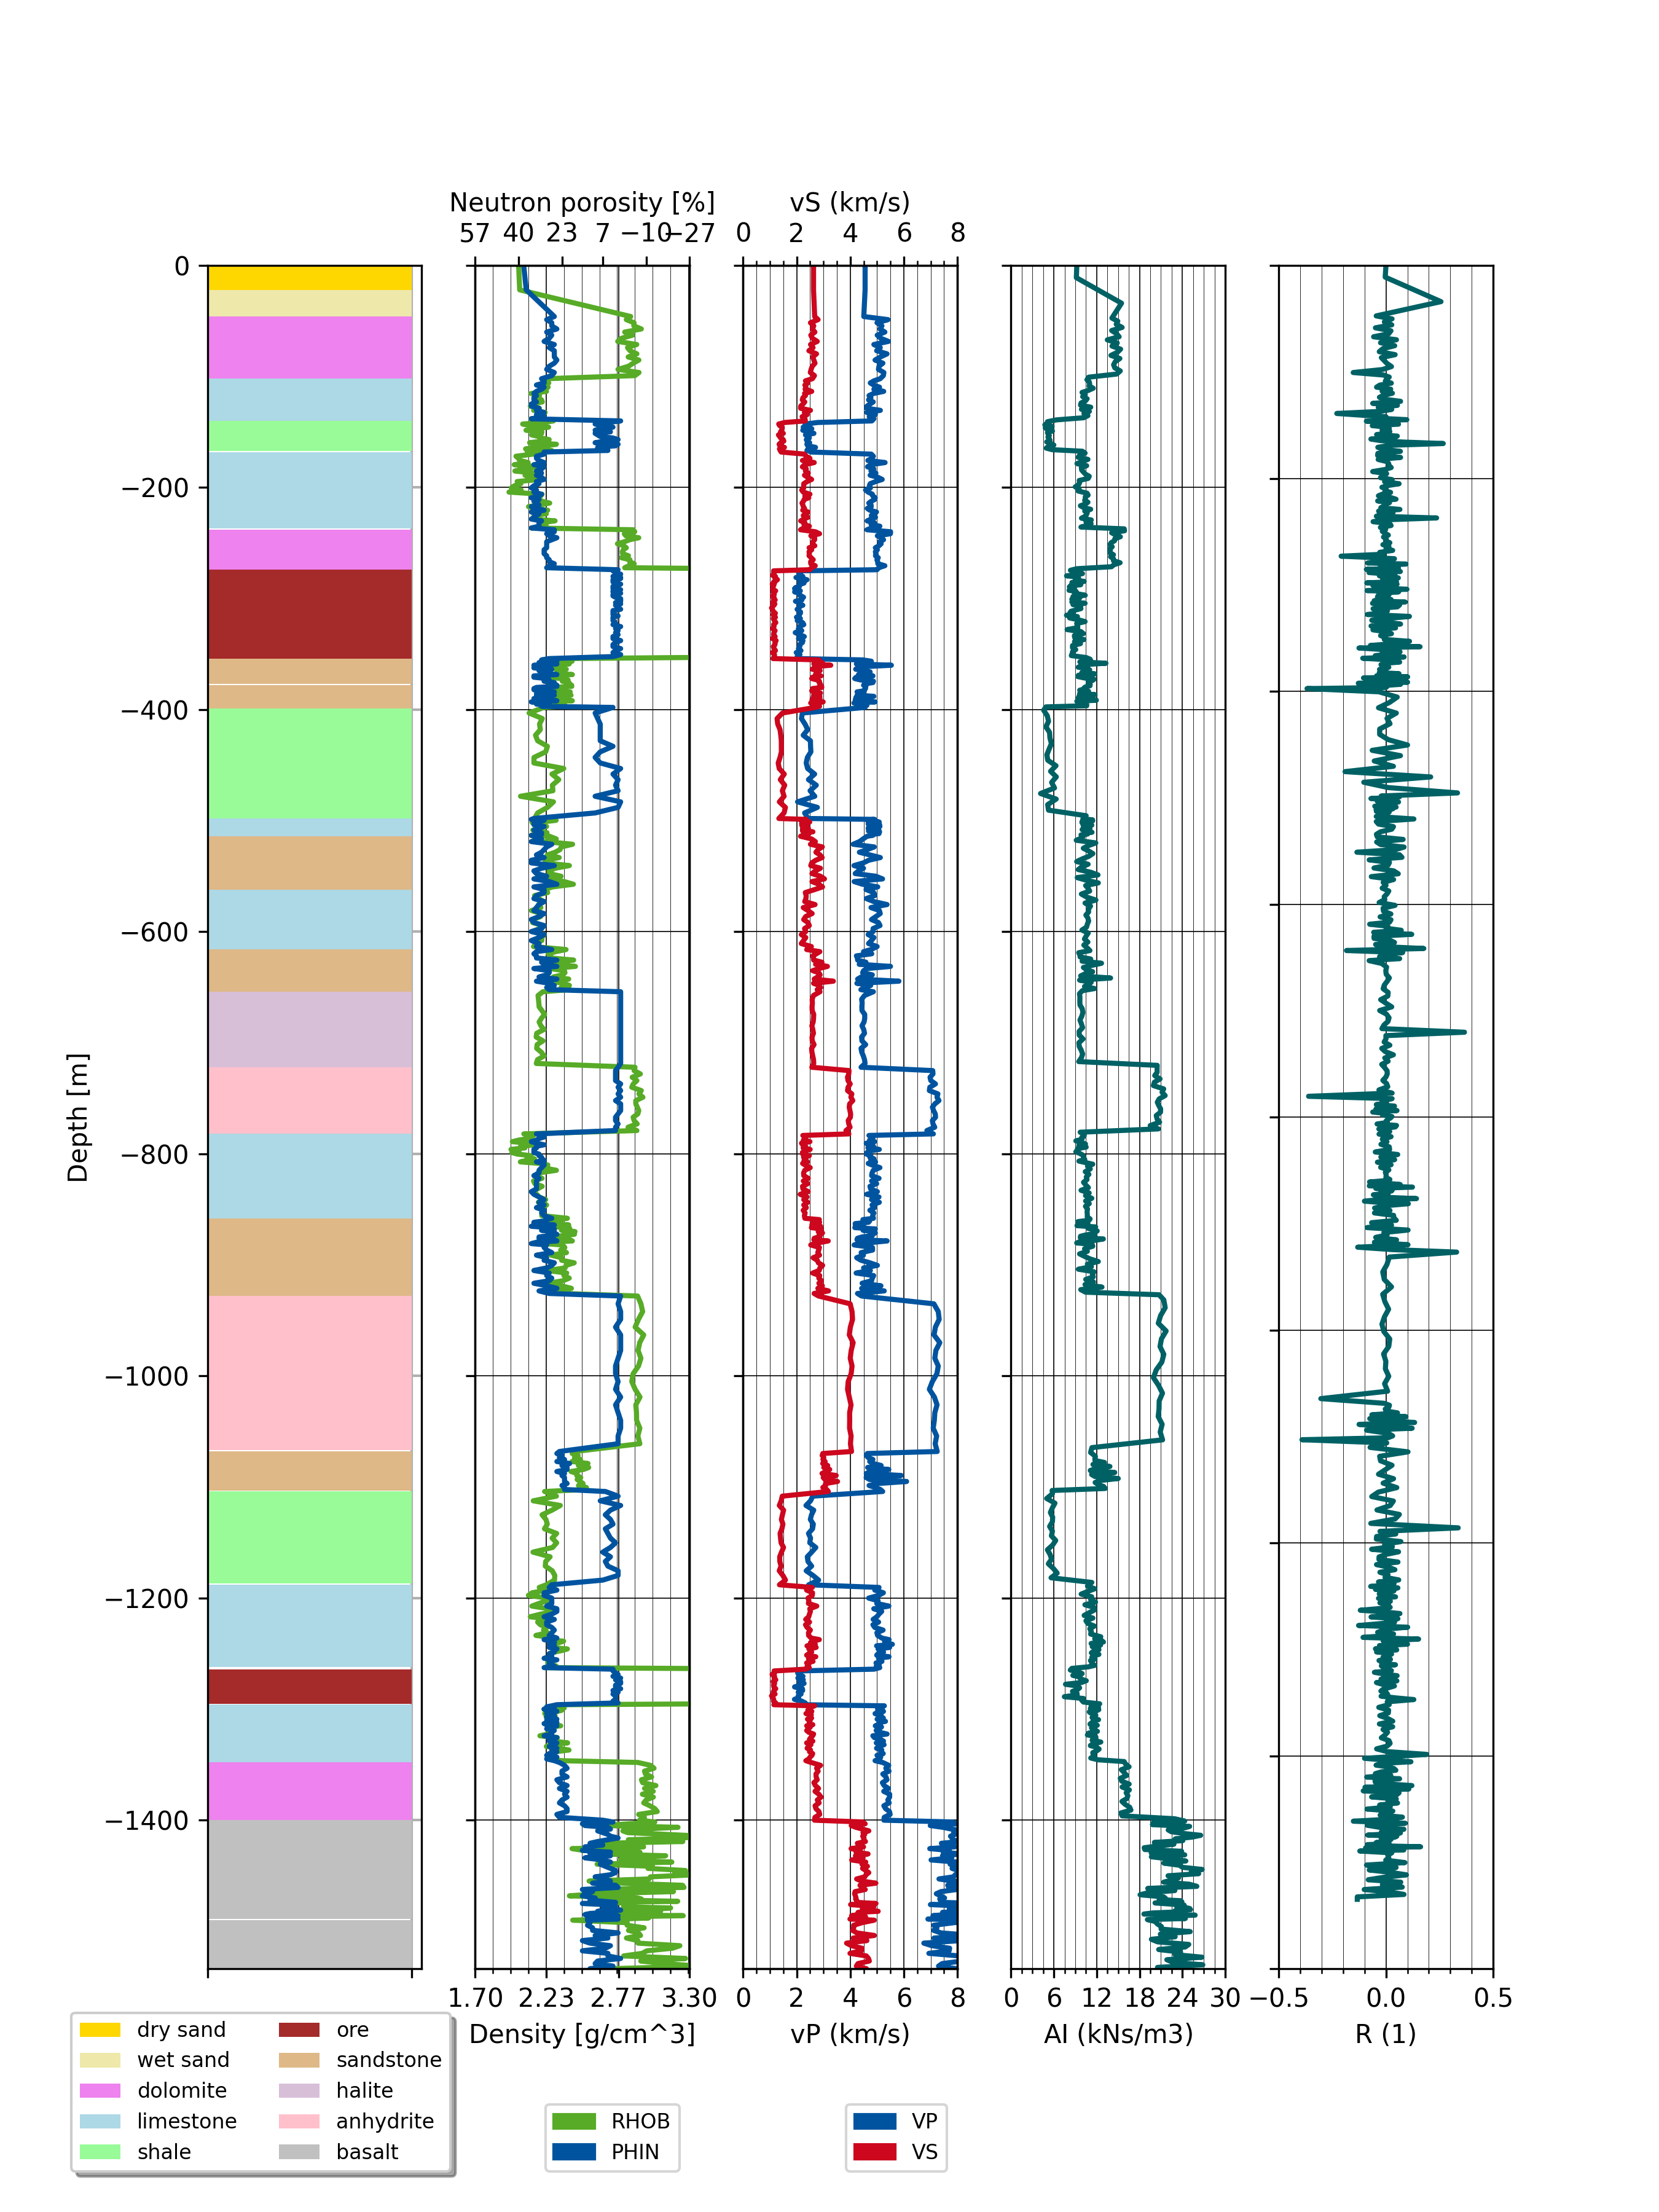 Neutron porosity [%]
vS (km/s)
57 40 23 7 −10 −27
0 2 4 6 8
0
−200
−400
−600
−800
−1000
−1200
−1400
Depth [m]
1.70 2.23 2.77 3.30
0 2 4 6 8
0 6 12 18 24 30
−0.5 0.0 0.5
Density [g/cm^3]
vP (km/s)
AI (kNs/m3)
R (1)
dry sand
wet sand
dolomite
limestone
shale
ore
sandstone
halite
anhydrite
basalt
RHOB
PHIN
VP
VS